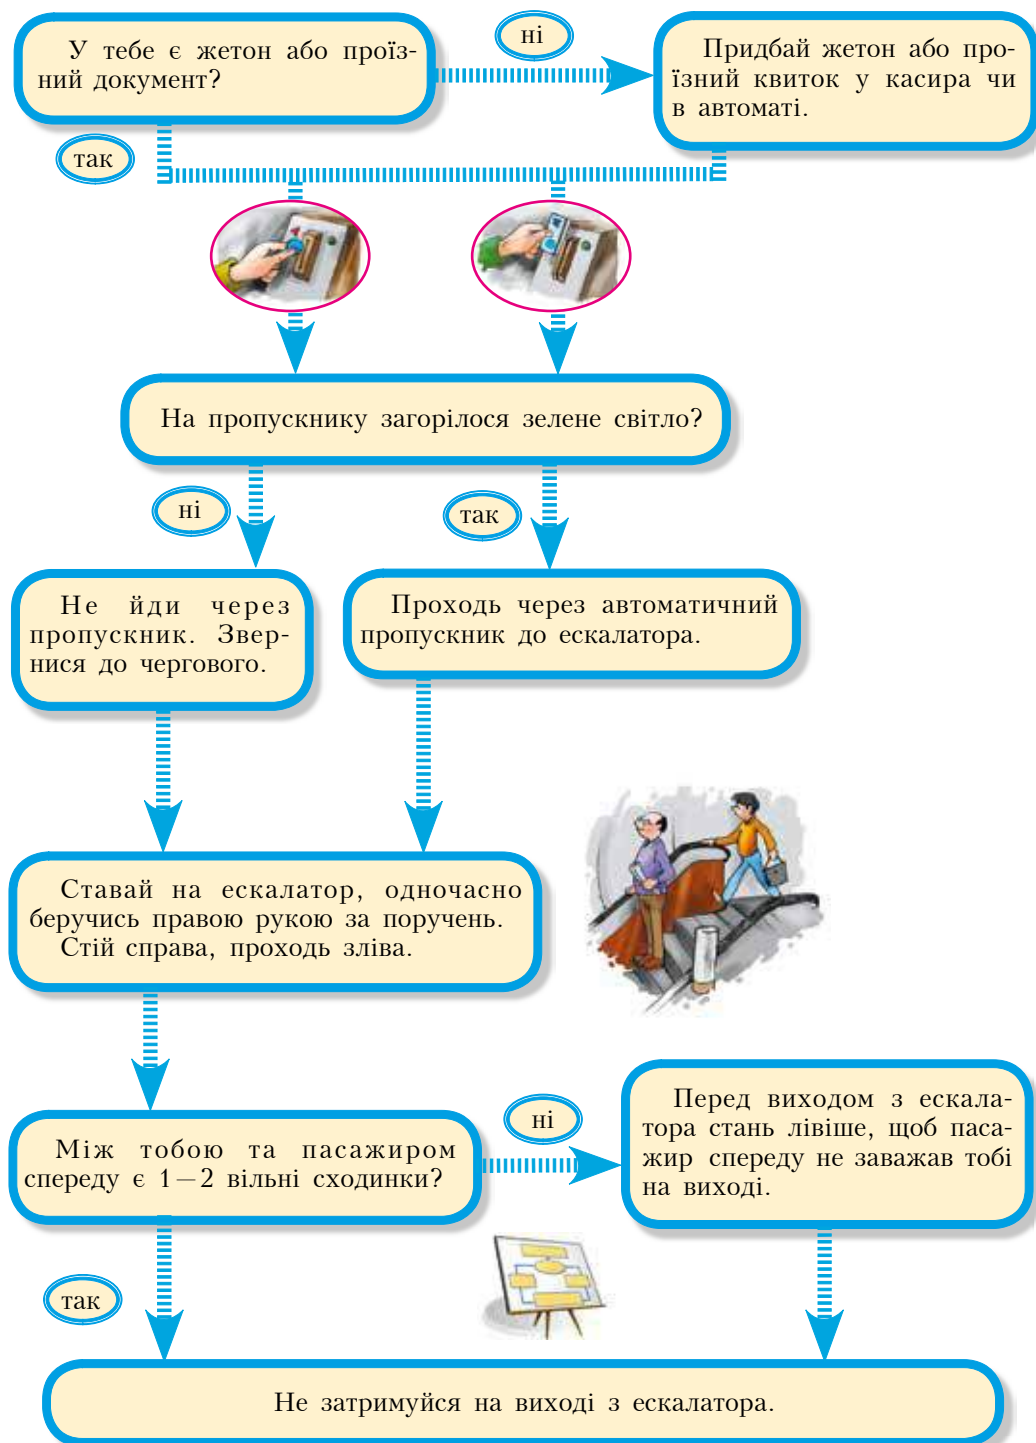 У тебе є жетон або проїз-
ний документ?
ні
Придбай жетон або про-
їзний квиток у касира чи
в автоматі.
так
На пропускнику загорілося зелене світло?
ні
так
Не йди через
пропускник. Звер-
нися до чергового.
Проходь через автоматичний
пропускник до ескалатора.
Ставай на ескалатор, одночасно
беручись правою рукою за поручень.
Стій справа, проходь зліва.
Між тобою та пасажиром
спереду є 1—2 вільні сходинки?
ні
Перед виходом з ескала-
тора стань лівіше, щоб паса-
жир спереду не заважав тобі
на виході.
так
Не затримуйся на виході з ескалатора.